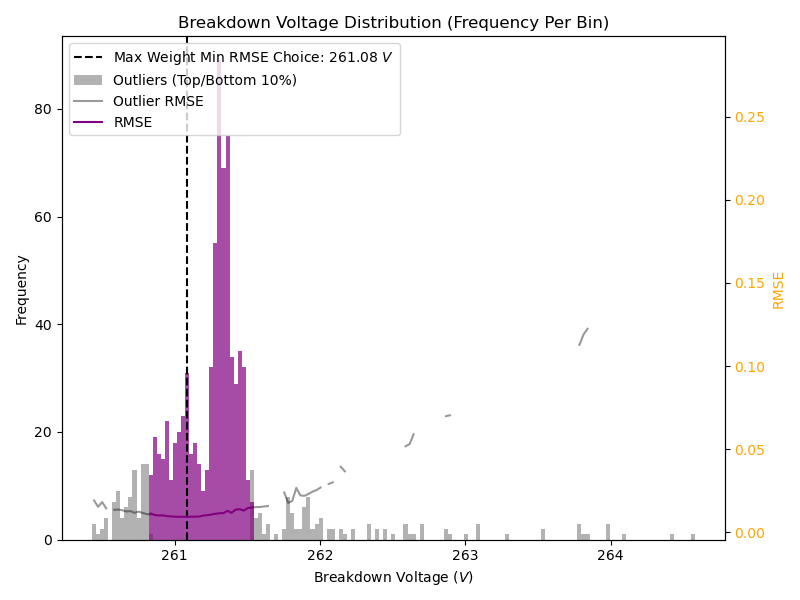 Breakdown Voltage Distribution (Frequency Per Bin)
Max Weight Min RMSE Choice: 261.08 V
Outliers (Top/Bottom 10%)
Outlier RMSE
RMSE
Frequency
80
60
40
20
0
0.25
0.20
0.15
0.10
0.05
0.00
RMSE
261 262 263 264
Breakdown Voltage (V)